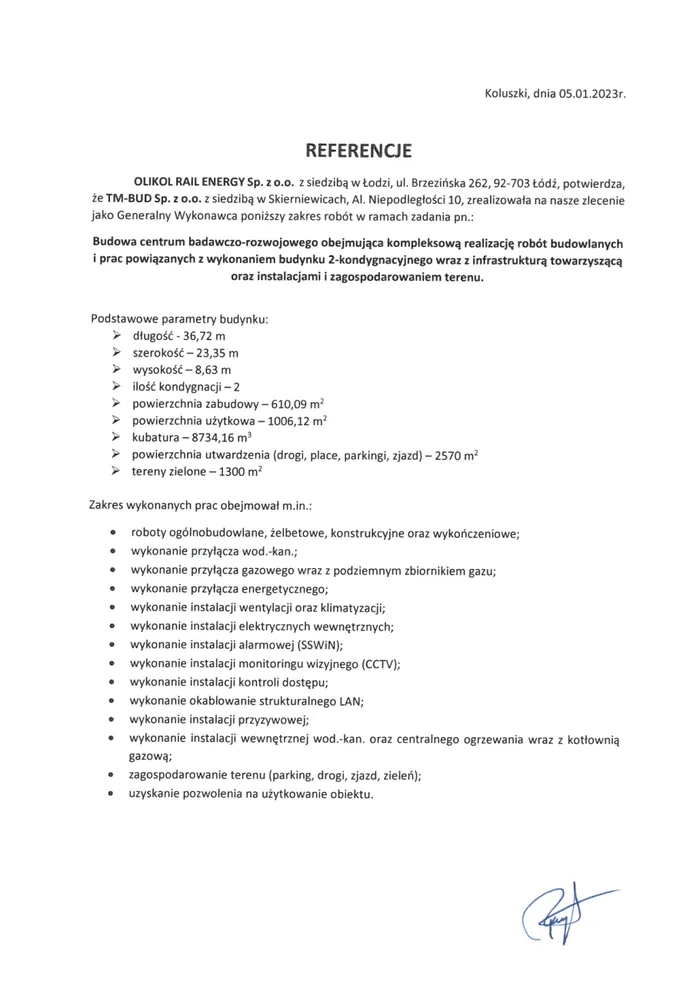 Koluszki, dnia 05.01.2023r.
REFERENCJE
OLIKOL RAIL ENERGY Sp. z o.o. z siedzibą w Łodzi, ul. Brzezińska 262, 92-703 Łódź, potwierdza,
że TM-BUD Sp. z o.o. z siedzibą w Skierniewicach, Al. Niepodległości 10, zrealizowała na nasze zlecenie
jako Generalny Wykonawca poniższy zakres robót w ramach zadania pn.:
Budowa centrum badawczo-rozwojowego obejmująca kompleksową realizację robót budowlanych
i prac powiązanych z wykonaniem budynku 2-kondygnacyjnego wraz z infrastrukturą towarzyszącą
oraz instalacjami i zagospodarowaniem terenu.
Podstawowe parametry budynku:
➢ długość - 36,72 m
➢ szerokość – 23,35 m
➢ wysokość – 8,63 m
➢ ilość kondygnacji – 2
➢ powierzchnia zabudowy – 610,09 m²
➢ powierzchnia użytkowa – 1006,12 m²
➢ kubatura – 8734,16 m³
➢ powierzchnia utwardzenia (drogi, place, parkingi, zjazd) – 2570 m²
➢ tereny zielone – 1300 m²
Zakres wykonanych prac obejmował m.in.:
• roboty ogólnobudowlane, żelbetowe, konstrukcyjne oraz wykończeniowe;
• wykonanie przyłącza wod.-kan.;
• wykonanie przyłącza gazowego wraz z podziemnym zbiornikiem gazu;
• wykonanie przyłącza energetycznego;
• wykonanie instalacji wentylacji oraz klimatyzacji;
• wykonanie instalacji elektrycznych wewnętrznych;
• wykonanie instalacji alarmowej (SSWiN);
• wykonanie instalacji monitoringu wizyjnego (CCTV);
• wykonanie instalacji kontroli dostępu;
• wykonanie okablowanie strukturalnego LAN;
• wykonanie instalacji przyzywowej;
• wykonanie instalacji wewnętrznej wod.-kan. oraz centralnego ogrzewania wraz z kotłownią
gazową;
• zagospodarowanie terenu (parking, drogi, zjazd, zieleń);
• uzyskanie pozwolenia na użytkowanie obiektu.